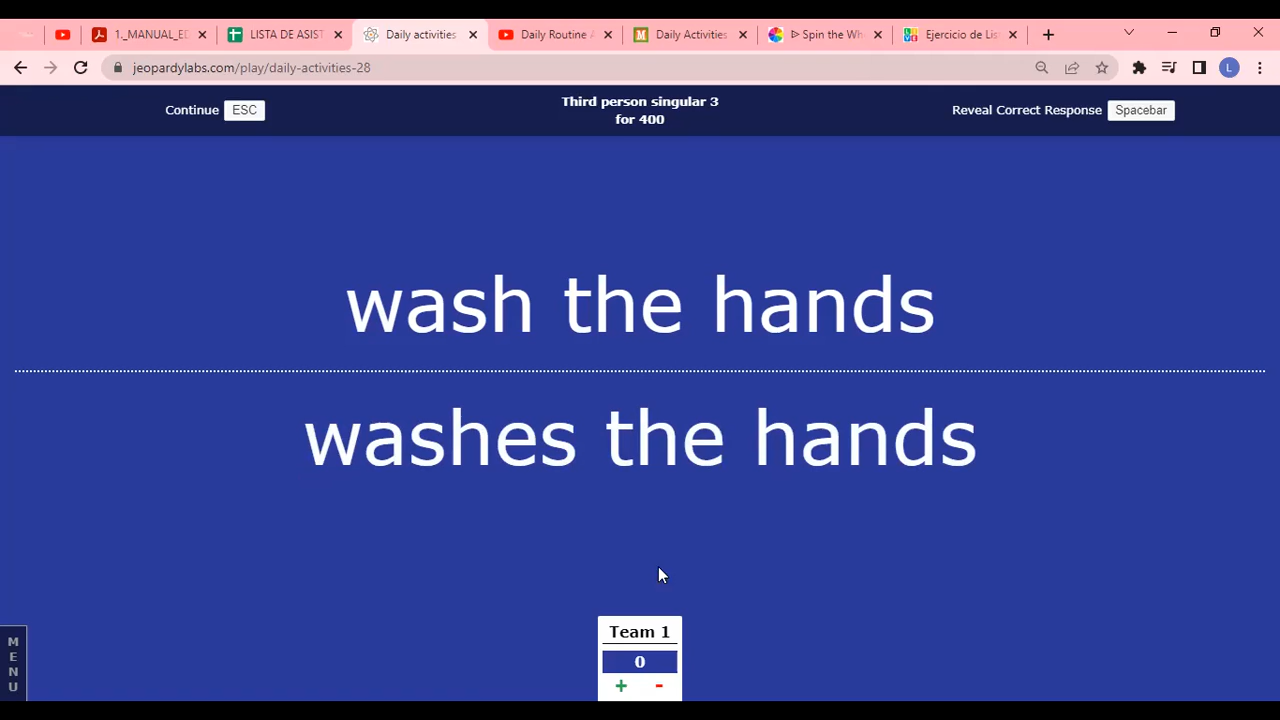 1._MANUAL_ED
LISTA DE ASIST
Daily activities
Daily Routine A
Daily Activities
Spin the Wh
Ejercicio de Lis
jeopardylabs.com/play/daily-activities-28
L
Continue ESC
Third person singular 3
for 400
Reveal Correct Response Spacebar
wash the hands
washes the hands
MENU
Team 1
0
+ -